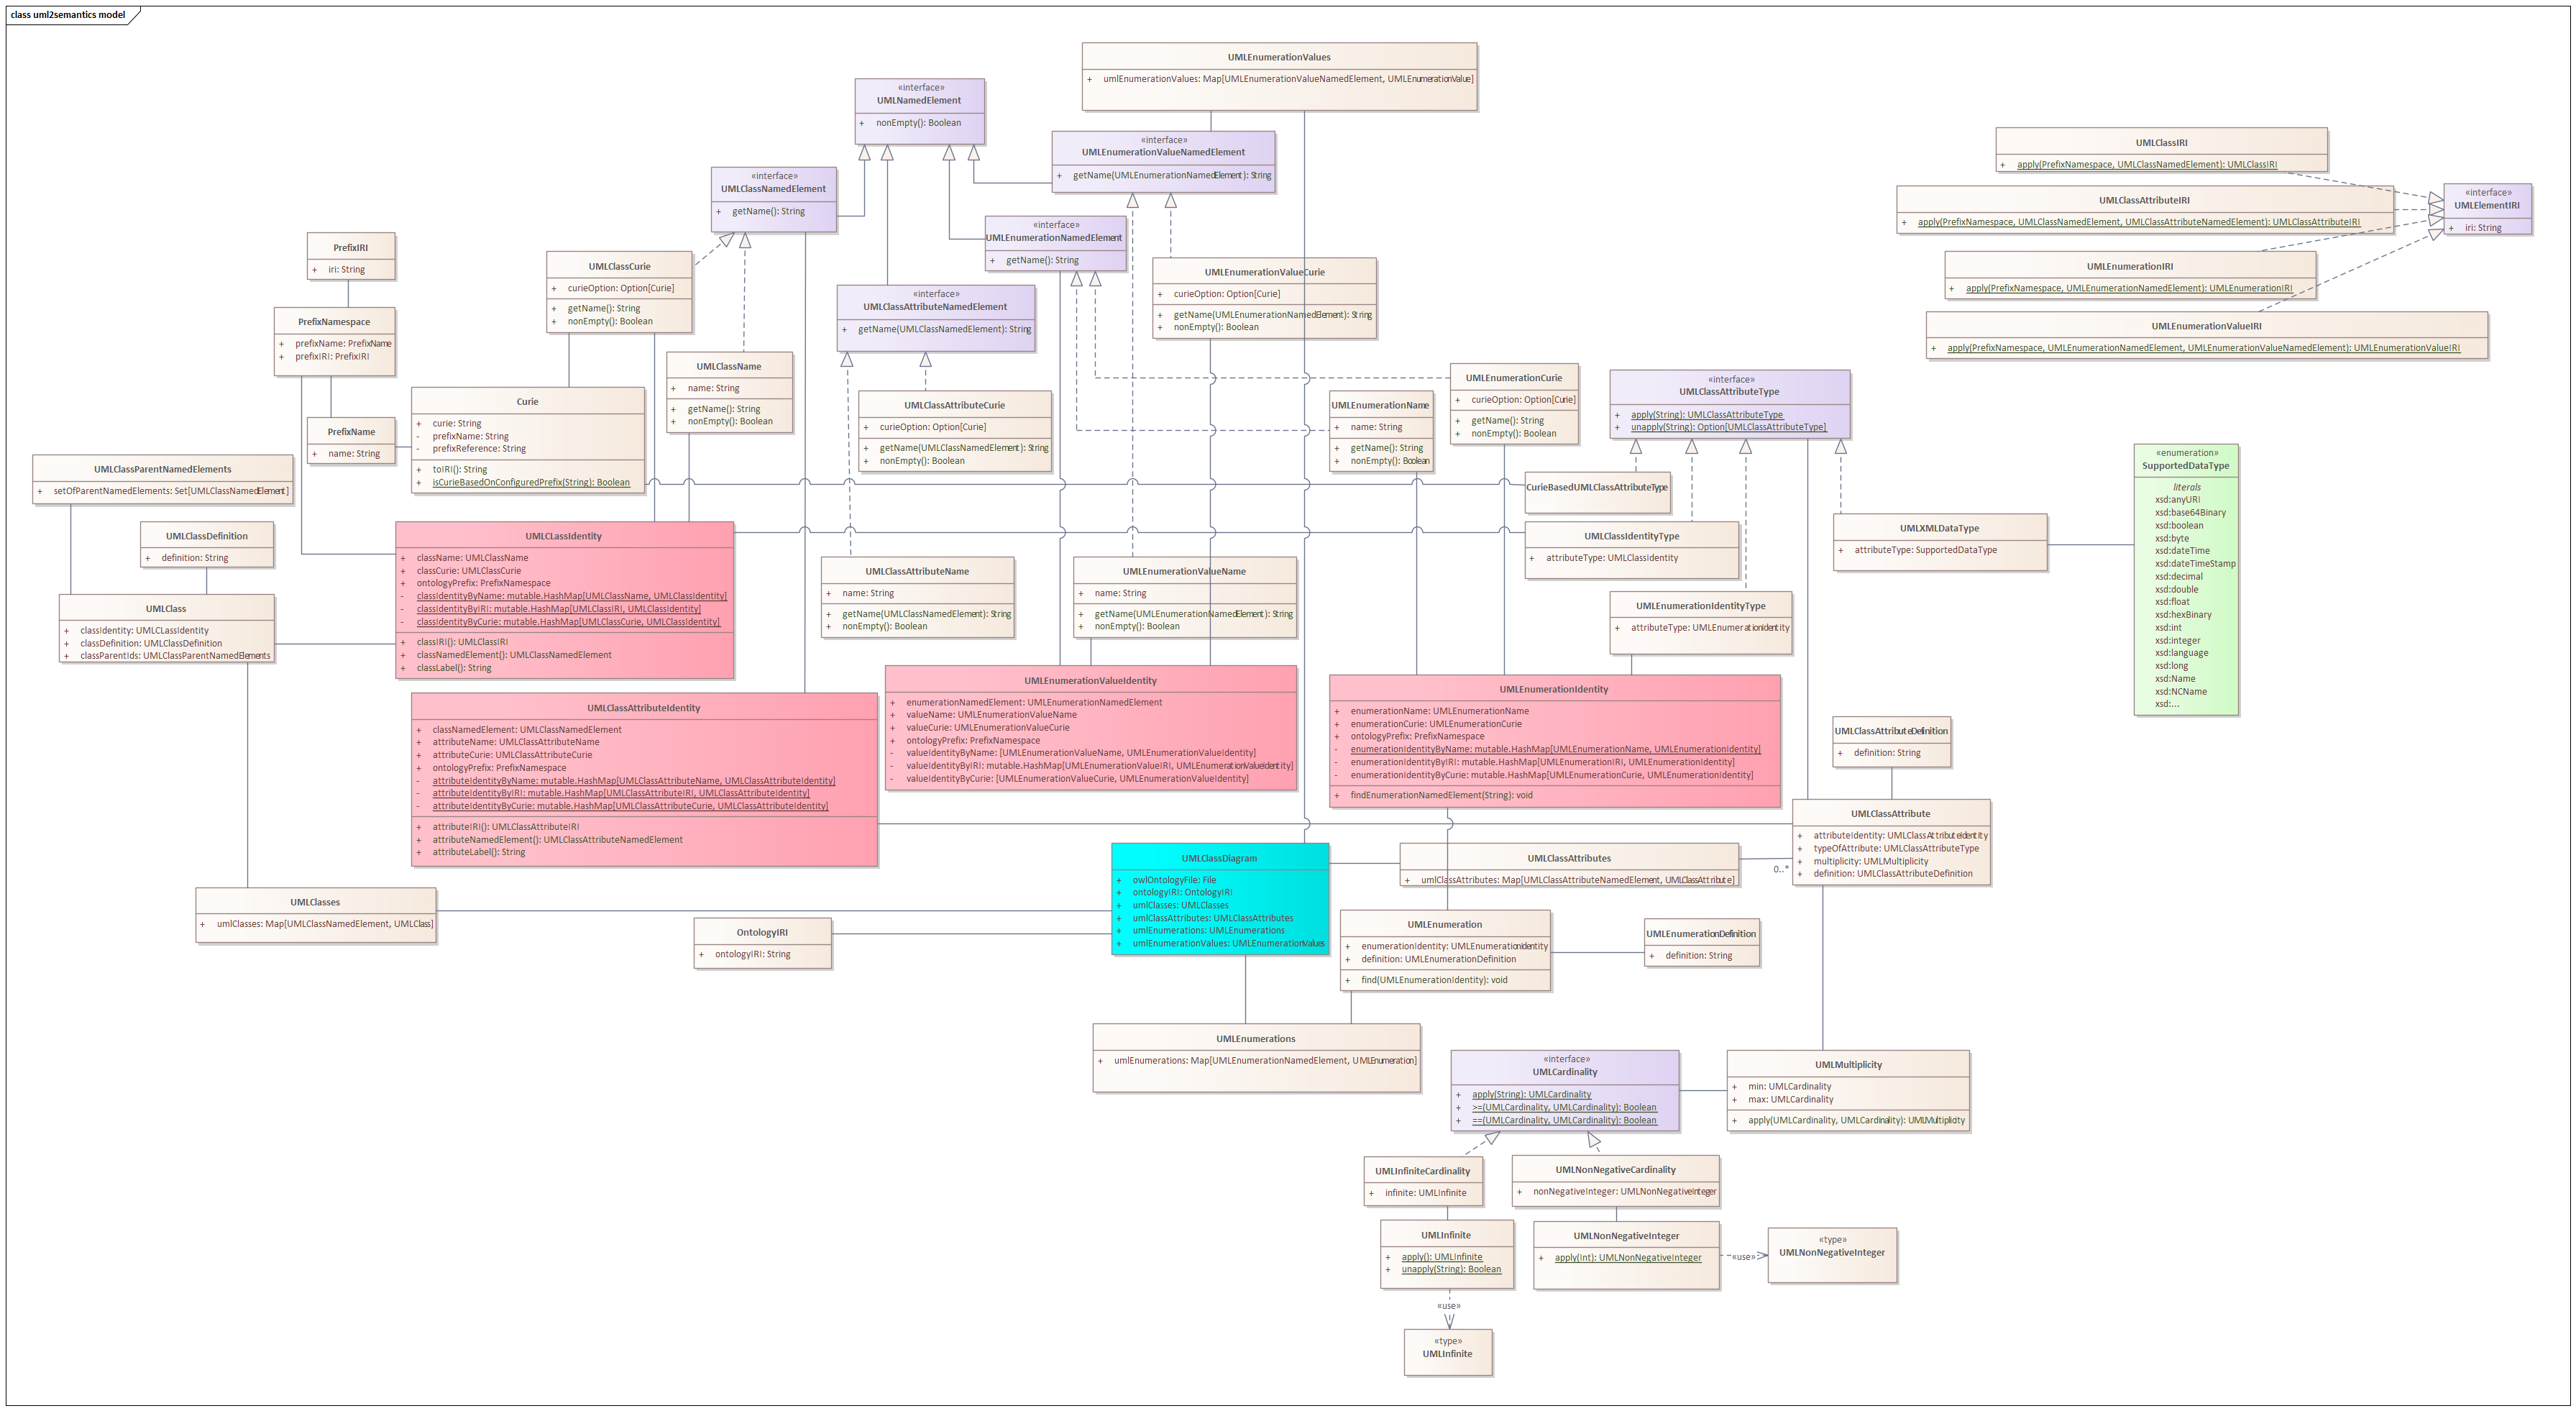 class uml2semantics model
UMLEnumerationValues
+ umlEnumerationValues: Map[UMLEnumerationValueNamedElement, UMLEnumerationValue]
«interface»
UMLNamedElement
+ nonEmpty(): Boolean
«interface»
UMLEnumerationValueNamedElement
+ getName(UMLEnumerationNamedElement): String
«interface»
UMLClassNamedElement
+ getName(): String
«interface»
UMLEnumerationNamedElement
+ getName(): String
UMLClassIRI
+ apply(PrefixNamespace, UMLClassNamedElement): UMLClassIRI
UMLClassAttributeIRI
+ apply(PrefixNamespace, UMLClassNamedElement, UMLClassAttributeNamedElement): UMLClassAttributeIRI
«interface»
UMLElementIRI
+ iri: String
UMLEnumerationIRI
+ apply(PrefixNamespace, UMLEnumerationNamedElement): UMLEnumerationIRI
UMLEnumerationValueIRI
+ apply(PrefixNamespace, UMLEnumerationNamedElement, UMLEnumerationValueNamedElement): UMLEnumerationValueIRI
PrefixIRI
+ iri: String
PrefixNamespace
+ prefixName: PrefixName
+ prefixIRI: PrefixIRI
PrefixName
+ name: String
UMLClassCurie
+ curieOption: Option[Curie]
+ getName(): String
+ nonEmpty(): Boolean
UMLClassName
+ name: String
+ getName(): String
+ nonEmpty(): Boolean
«interface»
UMLClassAttributeNamedElement
+ getName(UMLClassNamedElement): String
UMLEnumerationValueCurie
+ curieOption: Option[Curie]
+ getName(UMLEnumerationNamedElement): String
+ nonEmpty(): Boolean
Curie
+ curie: String
- prefixName: String
- prefixReference: String
+ toIRI(): String
+ isCurieBasedOnConfiguredPrefix(String): Boolean
UMLClassAttributeCurie
+ curieOption: Option[Curie]
+ getName(UMLClassNamedElement): String
+ nonEmpty(): Boolean
UMLEnumerationName
+ name: String
+ getName(): String
+ nonEmpty(): Boolean
UMLEnumerationCurie
+ curieOption: Option[Curie]
+ getName(): String
+ nonEmpty(): Boolean
«interface»
UMLClassAttributeType
+ apply(String): UMLClassAttributeType
+ unapply(String): Option[UMLClassAttributeType]
CurieBasedUMLClassAttributeType
UMLClassIdentityType
+ attributeType: UMLClassIdentity
UMLXMLDataType
+ attributeType: SupportedDataType
UMLEnumerationIdentityType
+ attributeType: UMLEnumerationIdentity
«enumeration»
SupportedDataType
literals
xsd:anyURI
xsd:base64Binary
xsd:boolean
xsd:byte
xsd:dateTime
xsd:dateTimeStamp
xsd:decimal
xsd:double
xsd:float
xsd:hexBinary
xsd:int
xsd:integer
xsd:language
xsd:long
xsd:Name
xsd:NCName
xsd:...
UMLClassParentNamedElements
+ setOfParentNamedElements: Set[UMLClassNamedElement]
UMLClassDefinition
+ definition: String
UMLClass
+ classIdentity: UMLCLassIdentity
+ classDefinition: UMLClassDefinition
+ classParentIds: UMLClassParentNamedElements
UMLClassIdentity
+ className: UMLClassName
+ classCurie: UMLClassCurie
+ ontologyPrefix: PrefixNamespace
- classIdentityByName: mutable.HashMap[UMLClassName, UMLClassIdentity]
- classIdentityByIRI: mutable.HashMap[UMLClassIRI, UMLClassIdentity]
- classIdentityByCurie: mutable.HashMap[UMLClassCurie, UMLClassIdentity]
+ classIRI(): UMLClassIRI
+ classNamedElement(): UMLClassNamedElement
+ classLabel(): String
UMLClassAttributeName
+ name: String
+ getName(UMLClassNamedElement): String
+ nonEmpty(): Boolean
UMLEnumerationValueName
+ name: String
+ getName(UMLEnumerationNamedElement): String
+ nonEmpty(): Boolean
UMLClassAttributeIdentity
+ classNamedElement: UMLClassNamedElement
+ attributeName: UMLClassAttributeName
+ attributeCurie: UMLClassAttributeCurie
+ ontologyPrefix: PrefixNamespace
- attributeIdentityByName: mutable.HashMap[UMLClassAttributeName, UMLClassAttributeIdentity]
- attributeIdentityByIRI: mutable.HashMap[UMLClassAttributeIRI, UMLClassAttributeIdentity]
- attributeIdentityByCurie: mutable.HashMap[UMLClassAttributeCurie, UMLClassAttributeIdentity]
+ attributeIRI(): UMLClassAttributeIRI
+ attributeNamedElement(): UMLClassAttributeNamedElement
+ attributeLabel(): String
UMLEnumerationValueIdentity
+ enumerationNamedElement: UMLEnumerationNamedElement
+ valueName: UMLEnumerationValueName
+ valueCurie: UMLEnumerationValueCurie
+ ontologyPrefix: PrefixNamespace
- valueIdentityByName: [UMLEnumerationValueName, UMLEnumerationValueIdentity]
- valueIdentityByIRI: mutable.HashMap[UMLEnumerationValueIRI, UMLEnumerationValueIdentity]
- valueIdentityByCurie: [UMLEnumerationValueCurie, UMLEnumerationValueIdentity]
UMLEnumerationIdentity
+ enumerationName: UMLEnumerationName
+ enumerationCurie: UMLEnumerationCurie
+ ontologyPrefix: PrefixNamespace
- enumerationIdentityByName: mutable.HashMap[UMLEnumerationName, UMLEnumerationIdentity]
- enumerationIdentityByIRI: mutable.HashMap[UMLEnumerationIRI, UMLEnumerationIdentity]
- enumerationIdentityByCurie: mutable.HashMap[UMLEnumerationCurie, UMLEnumerationIdentity]
+ findEnumerationNamedElement(String): void
UMLClassAttributeDefinition
+ definition: String
UMLClassAttribute
+ attributeIdentity: UMLClassAttributeIdentity
+ typeOfAttribute: UMLClassAttributeType
+ multiplicity: UMLMultiplicity
+ definition: UMLClassAttributeDefinition
0..*
UMLClassAttributes
+ umlClassAttributes: Map[UMLClassAttributeNamedElement, UMLClassAttribute]
UMLClassDiagram
+ owlOntologyFile: File
+ ontologyIRI: OntologyIRI
+ umlClasses: UMLClasses
+ umlClassAttributes: UMLClassAttributes
+ umlEnumerations: UMLEnumerations
+ umlEnumerationValues: UMLEnumerationValues
UMLClasses
+ umlClasses: Map[UMLClassNamedElement, UMLClass]
OntologyIRI
+ ontologyIRI: String
UMLEnumeration
+ enumerationIdentity: UMLEnumerationIdentity
+ definition: UMLEnumerationDefinition
+ find(UMLEnumerationIdentity): void
UMLEnumerationDefinition
+ definition: String
UMLEnumerations
+ umlEnumerations: Map[UMLEnumerationNamedElement, UMLEnumeration]
«interface»
UMLCardinality
+ apply(String): UMLCardinality
+ >=(UMLCardinality, UMLCardinality): Boolean
+ ==(UMLCardinality, UMLCardinality): Boolean
UMLMultiplicity
+ min: UMLCardinality
+ max: UMLCardinality
+ apply(UMLCardinality, UMLCardinality): UMLMultiplicity
UMLInfiniteCardinality
+ infinite: UMLInfinite
UMLNonNegativeCardinality
+ nonNegativeInteger: UMLNonNegativeInteger
UMLInfinite
+ apply(): UMLInfinite
+ unapply(String): Boolean
UMLNonNegativeInteger
+ apply(Int): UMLNonNegativeInteger
«use»
«type»
UMLNonNegativeInteger
«use»
«type»
UMLInfinite